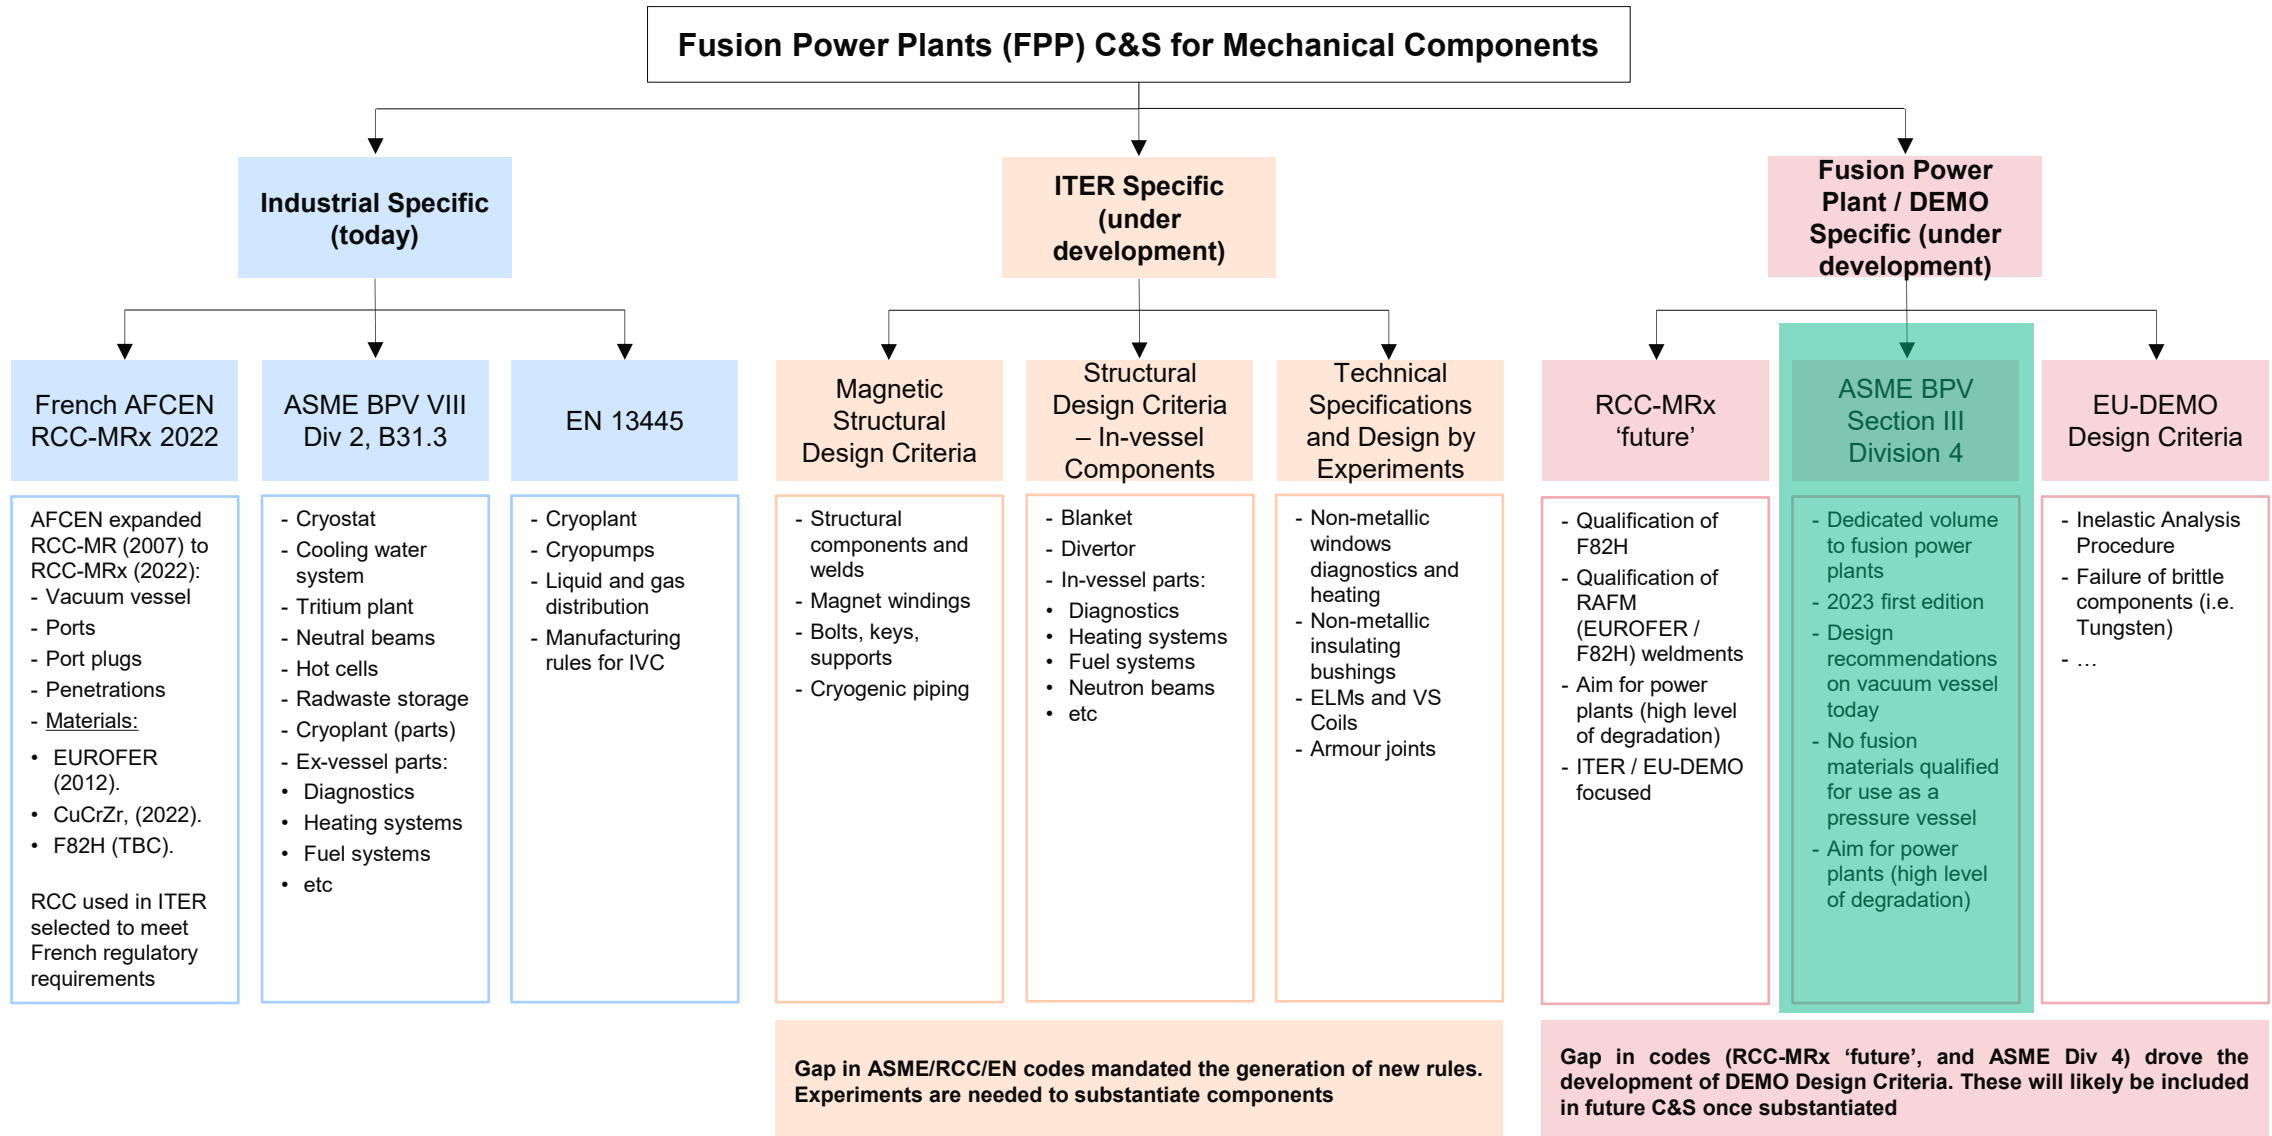 Fusion Power Plants (FPP) C&S for Mechanical Components
Industrial Specific
(today)
ITER Specific
(under
development)
Fusion Power
Plant / DEMO
Specific (under
development)
French AFCEN
RCC-MRx 2022
ASME BPV VIII
Div 2, B31.3
EN 13445
Magnetic
Structural
Design Criteria
Structural
Design Criteria
– In-vessel
Components
Technical
Specifications
and Design by
Experiments
RCC-MRx
‘future’
ASME BPV
Section III
Division 4
EU-DEMO
Design Criteria
AFCEN expanded
RCC-MR (2007) to
RCC-MRx (2022):
- Vacuum vessel
- Ports
- Port plugs
- Penetrations
- Materials:
• EUROFER
(2012).
• CuCrZr, (2022).
• F82H (TBC).
RCC used in ITER
selected to meet
French regulatory
requirements
- Cryostat
- Cooling water
system
- Tritium plant
- Neutral beams
- Hot cells
- Radwaste storage
- Cryoplant (parts)
- Ex-vessel parts:
• Diagnostics
• Heating systems
• Fuel systems
• etc
- Cryoplant
- Cryopumps
- Liquid and gas
distribution
- Manufacturing
rules for IVC
- Structural
components and
welds
- Magnet windings
- Bolts, keys,
supports
- Cryogenic piping
- Blanket
- Divertor
- In-vessel parts:
• Diagnostics
• Heating systems
• Fuel systems
• Neutron beams
• etc
- Non-metallic
windows
diagnostics and
heating
- Non-metallic
insulating
bushings
- ELMs and VS
Coils
- Armour joints
- Qualification of
F82H
- Qualification of
RAFM
(EUROFER /
F82H) weldments
- Aim for power
plants (high level
of degradation)
- ITER / EU-DEMO
focused
- Dedicated volume
to fusion power
plants
- 2023 first edition
- Design
recommendations
on vacuum vessel
today
- No fusion
materials qualified
for use as a
pressure vessel
- Aim for power
plants (high level
of degradation)
- Inelastic Analysis
Procedure
- Failure of brittle
components (i.e.
Tungsten)
- …
Gap in ASME/RCC/EN codes mandated the generation of new rules.
Experiments are needed to substantiate components
Gap in codes (RCC-MRx ‘future’, and ASME Div 4) drove the
development of DEMO Design Criteria. These will likely be included
in future C&S once substantiated